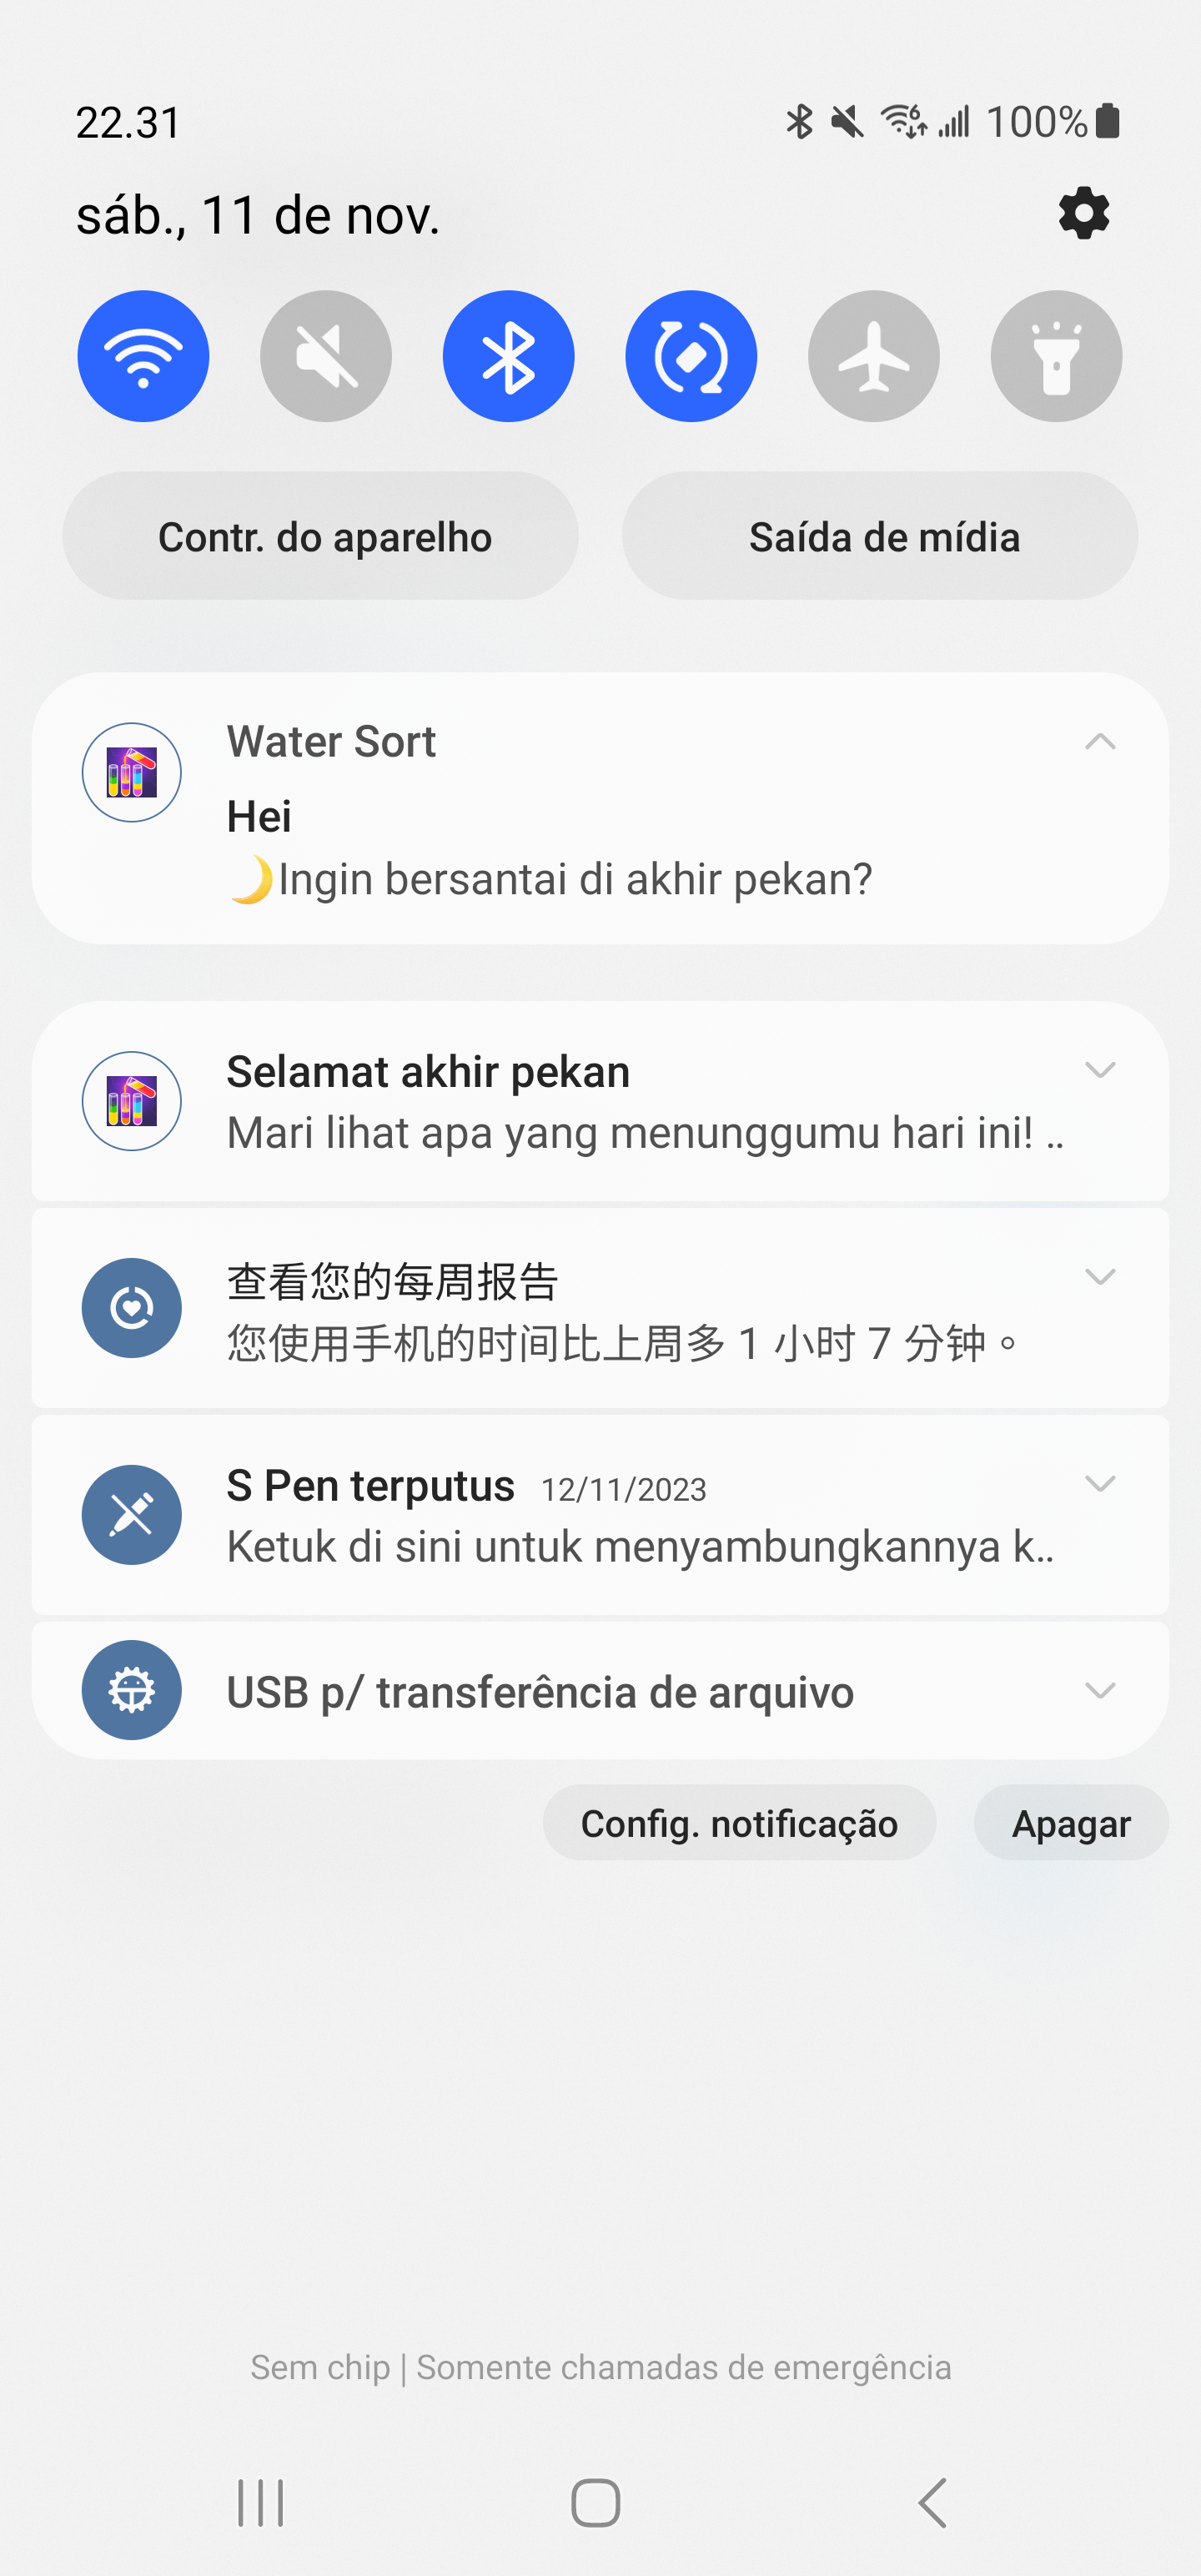 22.31
100%
sáb., 11 de nov.
Contr. do aparelho
Saída de mídia
Water Sort
Hei
🌙Ingin bersantai di akhir pekan?
Selamat akhir pekan
Mari lihat apa yang menunggumu hari ini! ..
查看您的每周报告
您使用手机的时间比上周多 1 小时 7 分钟。
S Pen terputus 12/11/2023
Ketuk di sini untuk menyambungkannya k..
USB p/ transferência de arquivo
Config. notificação
Apagar
Sem chip | Somente chamadas de emergência